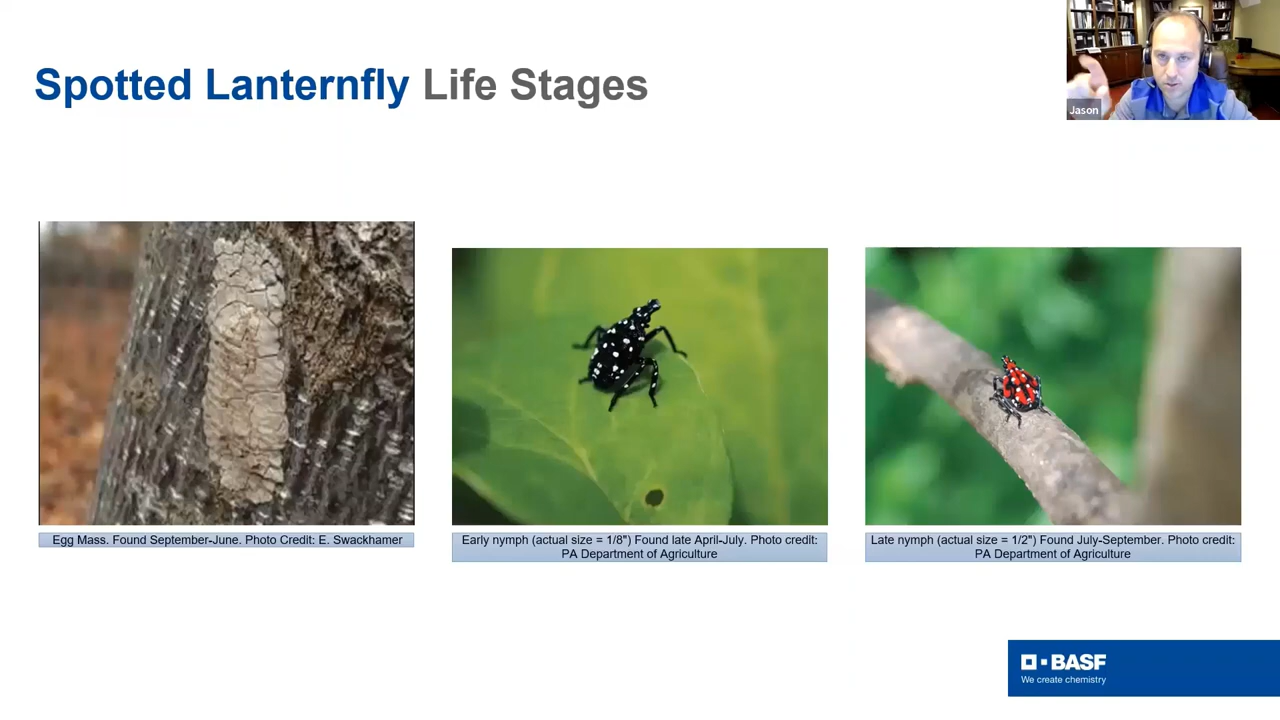 Spotted Lanternfly Life Stages
Jason
Egg Mass. Found September-June. Photo Credit: E. Swackhamer
Early nymph (actual size = 1/8") Found late April-July. Photo credit:
PA Department of Agriculture
Late nymph (actual size = 1/2") Found July-September. Photo credit:
PA Department of Agriculture
BASF
We create chemistry